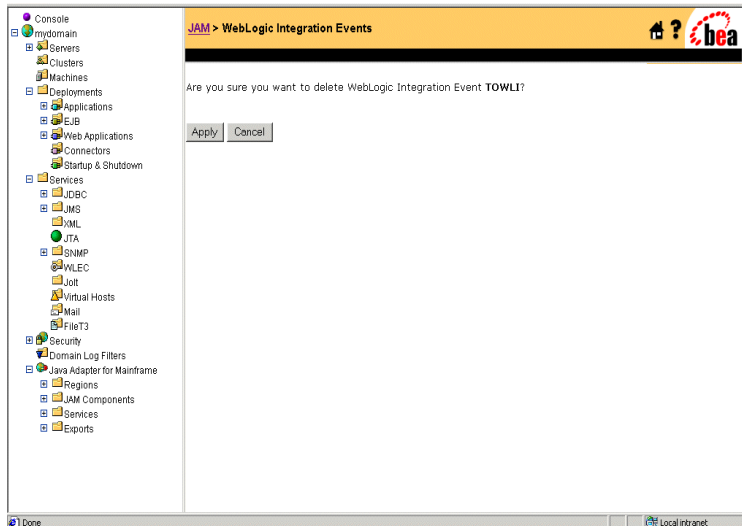 Console
mydomain
Servers
Clusters
Machines
Deployments
Applications
EJB
Web Applications
Connectors
Startup & Shutdown
Services
JDBC
JMS
XML
JTA
SNMP
WLEC
Jolt
Virtual Hosts
Mail
FileT3
Security
Domain Log Filters
Java Adapter for Mainframe
Regions
JAM Components
Services
Exports
JAM > WebLogic Integration Events
? bea
Are you sure you want to delete WebLogic Integration Event TOWLI?
Apply Cancel
Done Local intranet